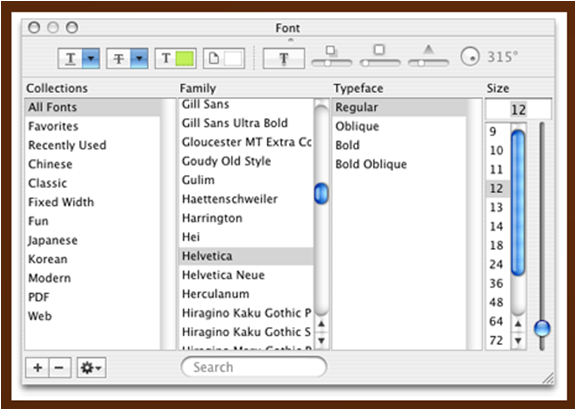 Font
T T T T 315°
Collections Family Typeface Size
All Fonts
Favorites
Recently Used
Chinese
Classic
Fixed Width
Fun
Japanese
Korean
Modern
PDF
Web
Gill Sans
Gill Sans Ultra Bold
Gloucester MT Extra Cc
Goudy Old Style
Gulim
Haettenschweiler
Harrington
Hei
Helvetica
Helvetica Neue
Herculanum
Hiragino Kaku Gothic P
Hiragino Kaku Gothic S
Regular
Oblique
Bold
Bold Oblique
12
9
10
11
12
13
14
18
24
36
48
64
72
+ −
Search